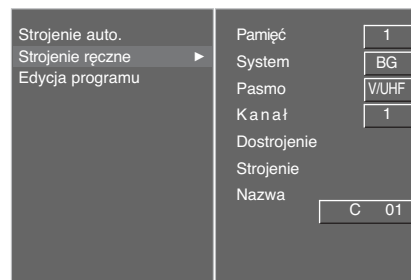 Strojenie auto.
Strojenie ręczne ►
Edycja programu
Pamięć 1
System BG
Pasmo V/UHF
Kanał 1
Dostrojenie
Strojenie
Nazwa
C 01